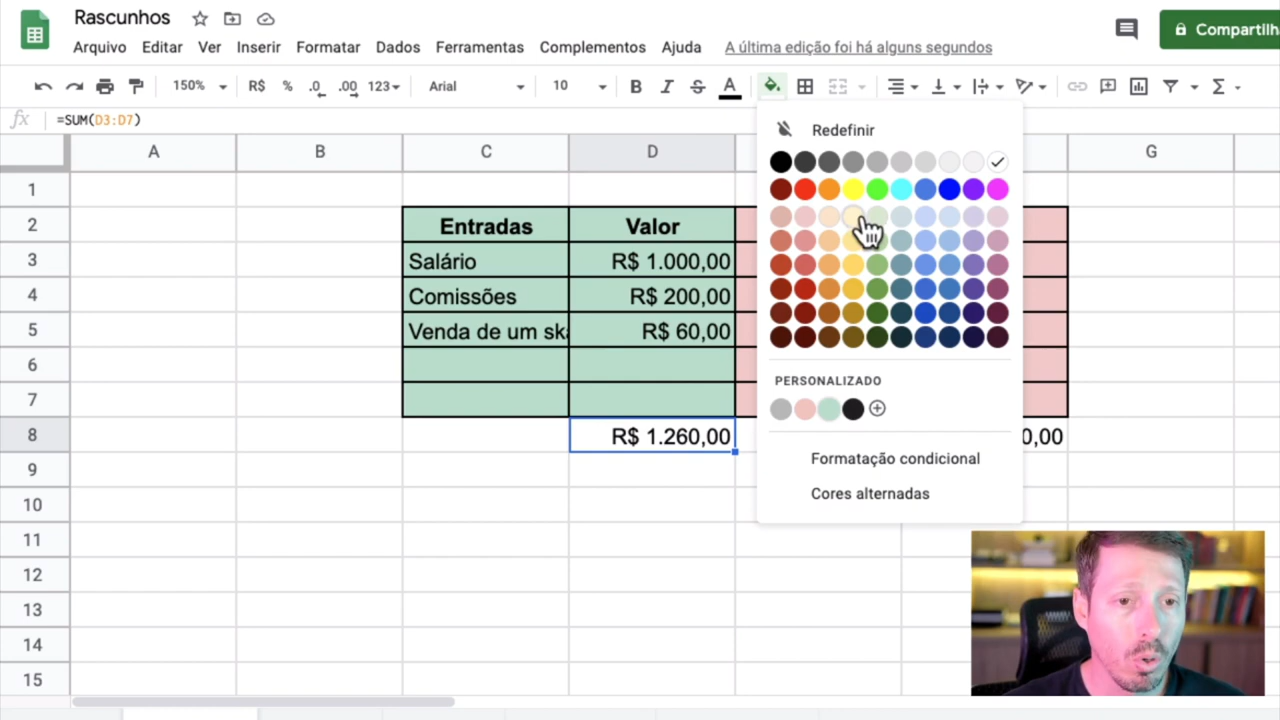 Rascunhos
Arquivo Editar Ver Inserir Formatar Dados Ferramentas Complementos Ajuda A última edição foi há alguns segundos
Compartilh
150% R$ % .0 .00 123 Arial 10 B I S A Σ
fx =SUM(D3:D7)
A B C D G
Redefinir
1
2 Entradas Valor
3 Salário R$ 1.000,00
4 Comissões R$ 200,00
5 Venda de um ska R$ 60,00
6
7
PERSONALIZADO
8 R$ 1.260,00 0,00
Formatação condicional
9
Cores alternadas
10
11
12
13
14
15